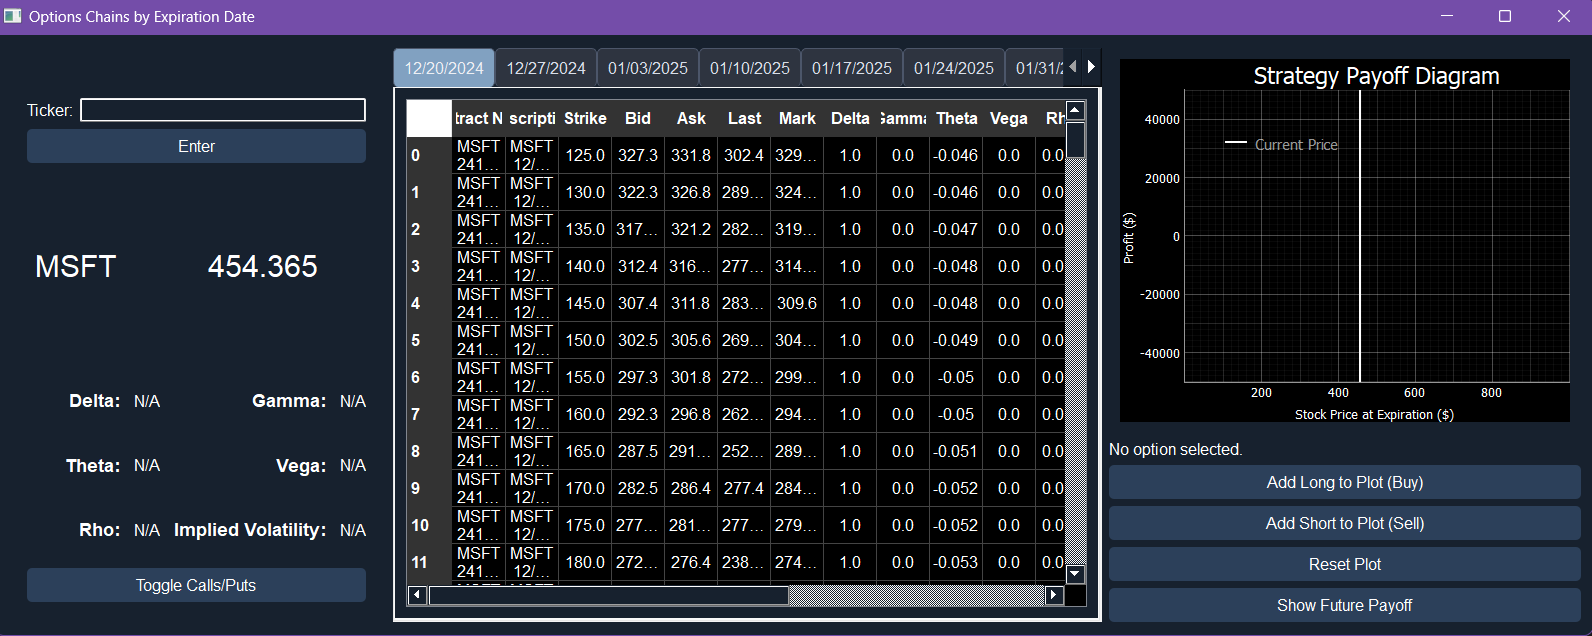 Options Chains by Expiration Date
Ticker:
Enter
MSFT 454.365
Delta: N/A Gamma: N/A
Theta: N/A Vega: N/A
Rho: N/A Implied Volatility: N/A
Toggle Calls/Puts
12/20/2024 12/27/2024 01/03/2025 01/10/2025 01/17/2025 01/24/2025 01/31/2
tract N scripti Strike Bid Ask Last Mark Delta Gamma Theta Vega Rh
0 MSFT 241... MSFT 12/... 125.0 327.3 331.8 302.4 329... 1.0 0.0 -0.046 0.0 0.0
1 MSFT 241... MSFT 12/... 130.0 322.3 326.8 289... 324... 1.0 0.0 -0.046 0.0 0.0
2 MSFT 241... MSFT 12/... 135.0 317... 321.2 282... 319... 1.0 0.0 -0.047 0.0 0.0
3 MSFT 241... MSFT 12/... 140.0 312.4 316... 277... 314... 1.0 0.0 -0.048 0.0 0.0
4 MSFT 241... MSFT 12/... 145.0 307.4 311.8 283... 309.6 1.0 0.0 -0.048 0.0 0.0
5 MSFT 241... MSFT 12/... 150.0 302.5 305.6 269... 304... 1.0 0.0 -0.049 0.0 0.0
6 MSFT 241... MSFT 12/... 155.0 297.3 301.8 272... 299... 1.0 0.0 -0.05 0.0 0.0
7 MSFT 241... MSFT 12/... 160.0 292.3 296.8 262... 294... 1.0 0.0 -0.05 0.0 0.0
8 MSFT 241... MSFT 12/... 165.0 287.5 291... 252... 289... 1.0 0.0 -0.051 0.0 0.0
9 MSFT 241... MSFT 12/... 170.0 282.5 286.4 277.4 284... 1.0 0.0 -0.052 0.0 0.0
10 MSFT 241... MSFT 12/... 175.0 277... 281... 277... 279... 1.0 0.0 -0.052 0.0 0.0
11 MSFT 241... MSFT 12/... 180.0 272... 276.4 238... 274... 1.0 0.0 -0.053 0.0 0.0
Strategy Payoff Diagram
Current Price
40000
20000
0
-20000
-40000
Profit ($)
200 400 600 800
Stock Price at Expiration ($)
No option selected.
Add Long to Plot (Buy)
Add Short to Plot (Sell)
Reset Plot
Show Future Payoff